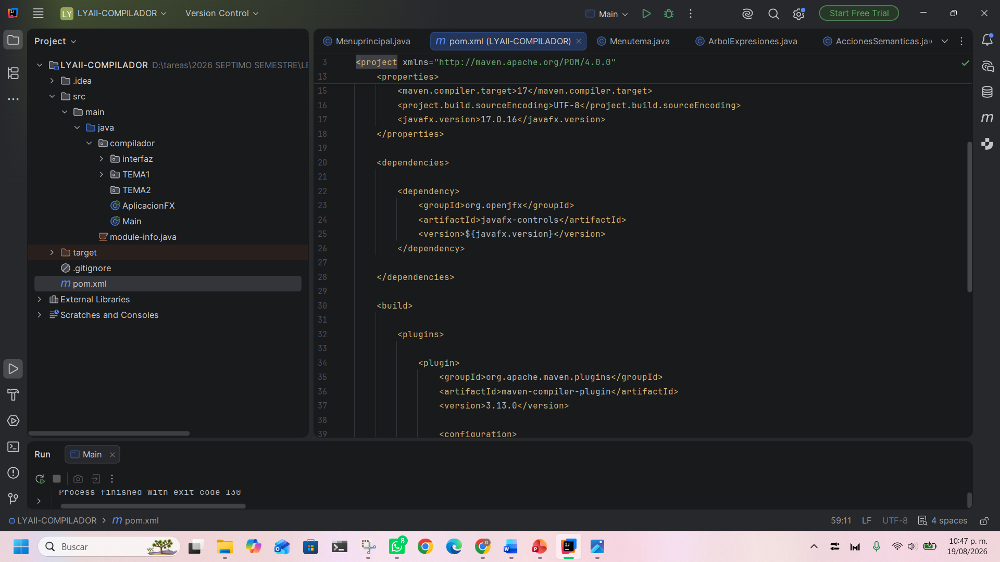 LY LYAII-COMPILADOR Version Control Main Start Free Trial
Project
LYAII-COMPILADOR D:\tareas\2026 SEPTIMO SEMESTRE\LE
.idea
src
main
java
compilador
interfaz
TEMA1
TEMA2
AplicacionFX
Main
module-info.java
target
.gitignore
pom.xml
External Libraries
Scratches and Consoles
Menuprincipal.java pom.xml (LYAII-COMPILADOR) Menutema.java ArbolExpresiones.java AccionesSemanticas.jav
3 <project xmlns="http://maven.apache.org/POM/4.0.0"
13 <properties>
15 <maven.compiler.target>17</maven.compiler.target>
16 <project.build.sourceEncoding>UTF-8</project.build.sourceEncoding>
17 <javafx.version>17.0.16</javafx.version>
18 </properties>
19
20 <dependencies>
21
22 <dependency>
23 <groupId>org.openjfx</groupId>
24 <artifactId>javafx-controls</artifactId>
25 <version>${javafx.version}</version>
26 </dependency>
27
28 </dependencies>
29
30 <build>
31
32 <plugins>
33
34 <plugin>
35 <groupId>org.apache.maven.plugins</groupId>
36 <artifactId>maven-compiler-plugin</artifactId>
37 <version>3.13.0</version>
38
39 <configuration>
Run Main
Process finished with exit code 130
LYAII-COMPILADOR > pom.xml 59:11 LF UTF-8 4 spaces
Buscar 8 10:47 p. m.
19/08/2026